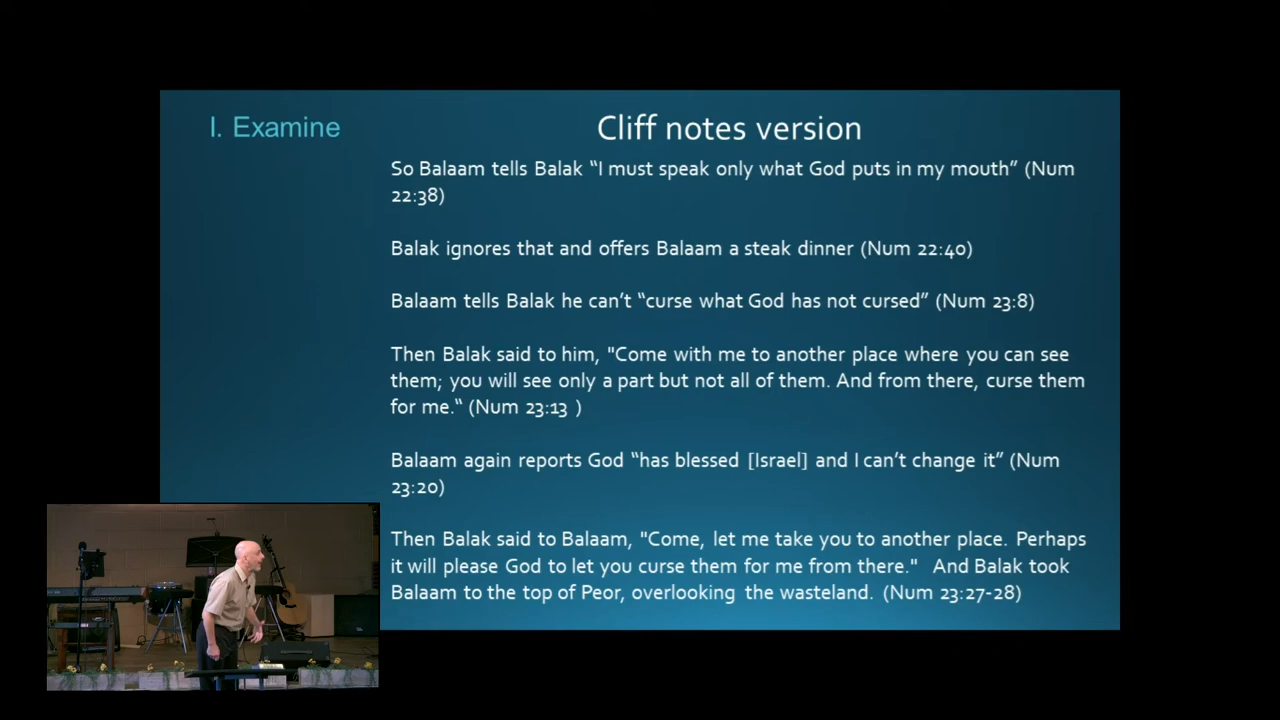 I. Examine
Cliff notes version
So Balaam tells Balak “I must speak only what God puts in my mouth” (Num
22:38)
Balak ignores that and offers Balaam a steak dinner (Num 22:40)
Balaam tells Balak he can’t “curse what God has not cursed” (Num 23:8)
Then Balak said to him, "Come with me to another place where you can see
them; you will see only a part but not all of them. And from there, curse them
for me.“ (Num 23:13 )
Balaam again reports God “has blessed [Israel] and I can’t change it” (Num
23:20)
Then Balak said to Balaam, "Come, let me take you to another place. Perhaps
it will please God to let you curse them for me from there." And Balak took
Balaam to the top of Peor, overlooking the wasteland. (Num 23:27-28)